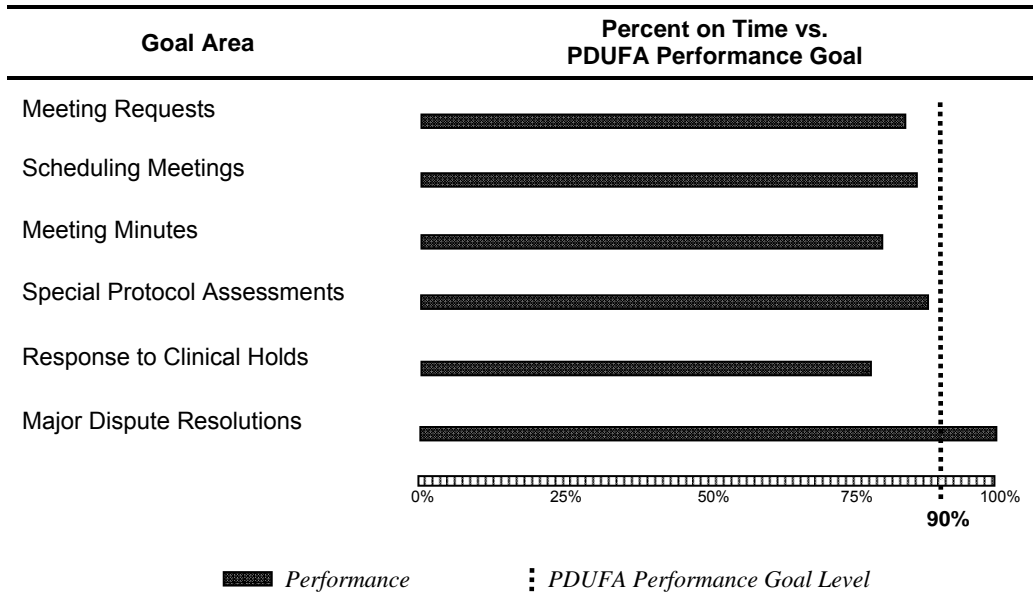 Goal Area
Percent on Time vs.
PDUFA Performance Goal
Meeting Requests
Scheduling Meetings
Meeting Minutes
Special Protocol Assessments
Response to Clinical Holds
Major Dispute Resolutions
0% 25% 50% 75% 100%
90%
Performance PDUFA Performance Goal Level